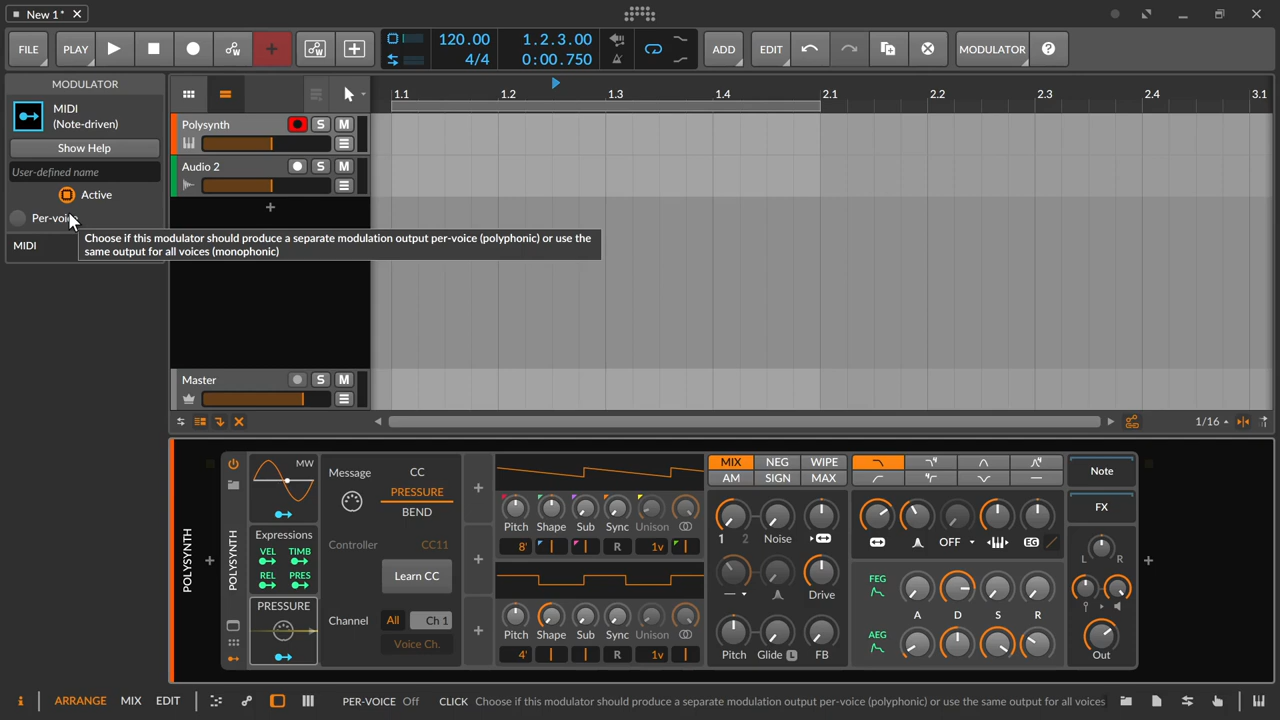 New 1*
FILE
PLAY
120.00
4/4
1.2.3.00
0:00.750
ADD
EDIT
MODULATOR
MODULATOR
MIDI
(Note-driven)
Show Help
User-defined name
Active
Per-voice
Choose if this modulator should produce a separate modulation output per-voice (polyphonic) or use the
same output for all voices (monophonic)
MIDI
1.1
1.2
1.3
1.4
2.1
2.2
2.3
2.4
3.1
Polysynth
S
M
Audio 2
S
M
Master
S
M
1/16
POLYSYNTH
POLYSYNTH
MW
Expressions
VEL
TIMB
REL
PRES
PRESSURE
Message
CC
PRESSURE
BEND
Controller
CC11
Learn CC
Channel
All
Ch 1
Voice Ch.
Pitch
Shape
Sub
Sync
Unison
8'
R
1v
Pitch
Shape
Sub
Sync
Unison
4'
R
1v
MIX
NEG
WIPE
AM
SIGN
MAX
1
2
Noise
Drive
Pitch
Glide
L
FB
OFF
EG
FEG
A
D
S
R
AEG
Note
FX
L
R
Out
ARRANGE
MIX
EDIT
PER-VOICE Off
CLICK Choose if this modulator should produce a separate modulation output per-voice (polyphonic) or use the same output for all voices